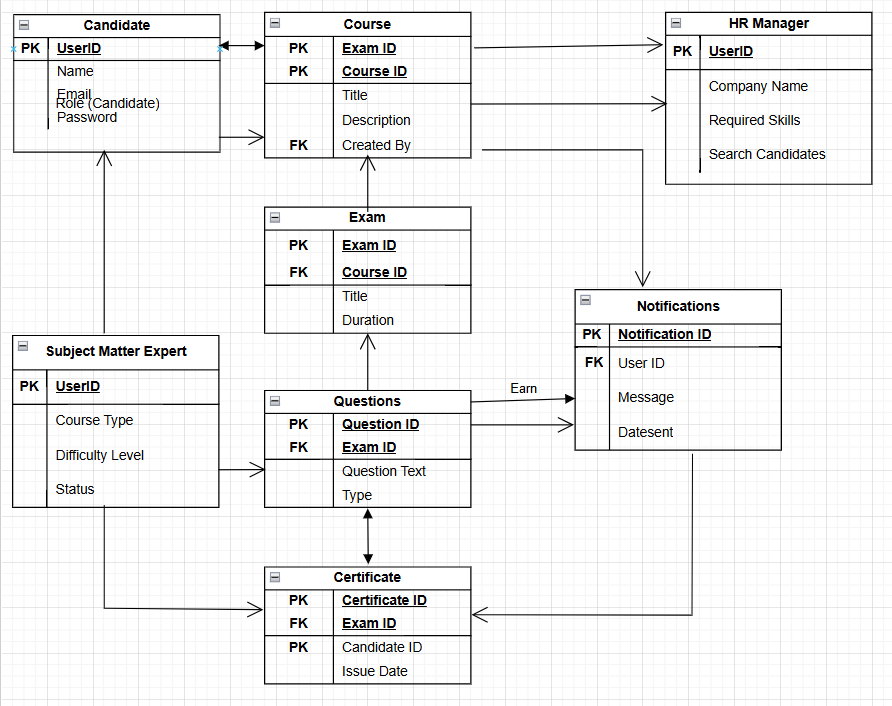 Candidate
PK UserID
Name
Email
Role (Candidate)
Password
Course
PK Exam ID
PK Course ID
Title
Description
FK Created By
HR Manager
PK UserID
Company Name
Required Skills
Search Candidates
Exam
PK Exam ID
FK Course ID
Title
Duration
Notifications
PK Notification ID
FK User ID
Message
Datesent
Subject Matter Expert
PK UserID
Course Type
Difficulty Level
Status
Questions
PK Question ID
FK Exam ID
Question Text
Type
Earn
Certificate
PK Certificate ID
FK Exam ID
PK Candidate ID
Issue Date